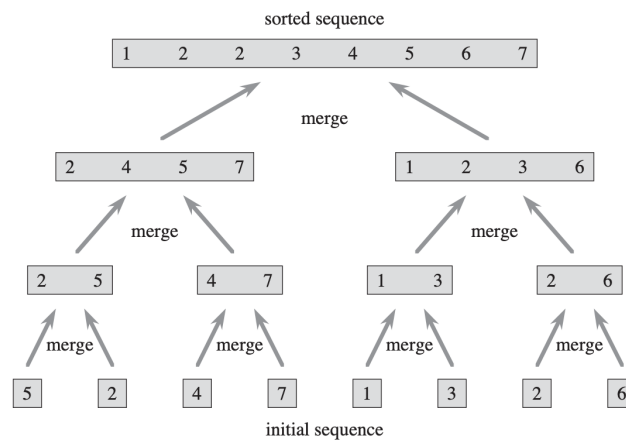 sorted sequence
1 2 2 3 4 5 6 7
merge
2 4 5 7 1 2 3 6
merge merge
2 5 4 7 1 3 2 6
merge merge merge merge
5 2 4 7 1 3 2 6
initial sequence